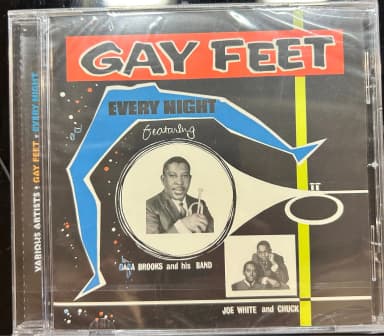 GAY FEET
EVERY NIGHT
featuring
BABA BROOKS and his BAND
JOE WHITE and CHUCK
VARIOUS ARTISTS • GAY FEET • EVERY NIGHT